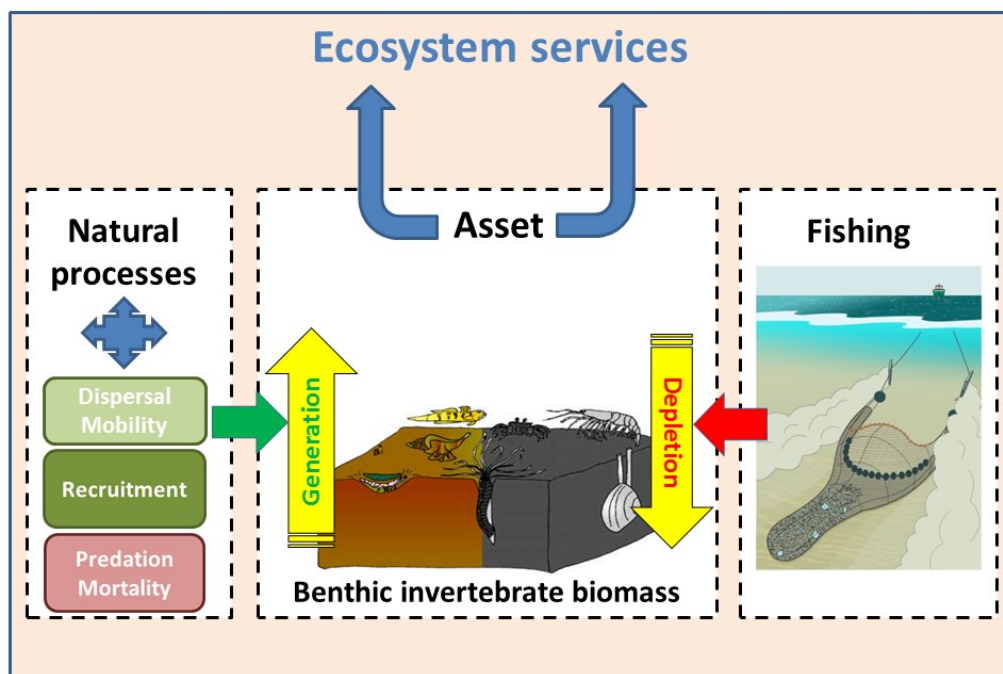 Ecosystem services
Natural
processes
Dispersal
Mobility
Recruitment
Predation
Mortality
Asset
Generation
Depletion
Benthic invertebrate biomass
Fishing